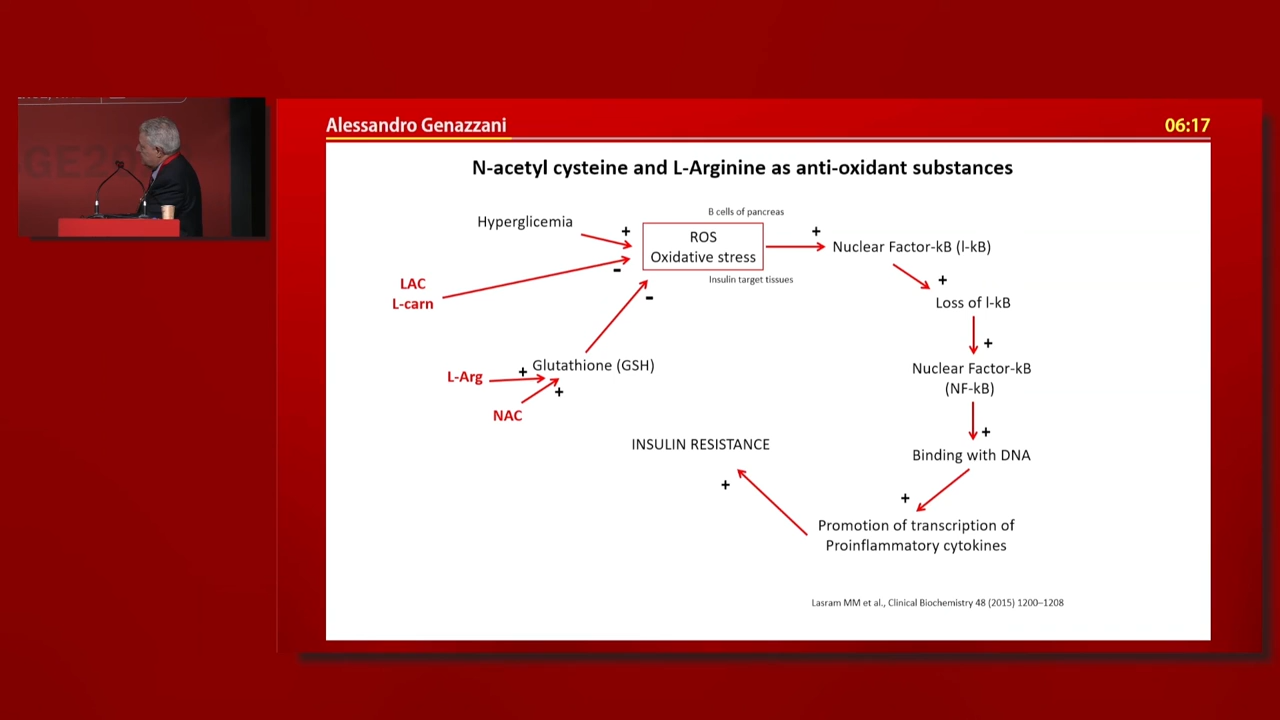 Alessandro Genazzani
06:17
N-acetyl cysteine and L-Arginine as anti-oxidant substances
B cells of pancreas
Hyperglicemia
+
ROS
Oxidative stress
+
Nuclear Factor-kB (l-kB)
-
Insulin target tissues
+
LAC
L-carn
-
Loss of l-kB
+
Glutathione (GSH)
L-Arg
+
+
NAC
Nuclear Factor-kB
(NF-kB)
+
INSULIN RESISTANCE
Binding with DNA
+
+
Promotion of transcription of
Proinflammatory cytokines
Lasram MM et al., Clinical Biochemistry 48 (2015) 1200–1208